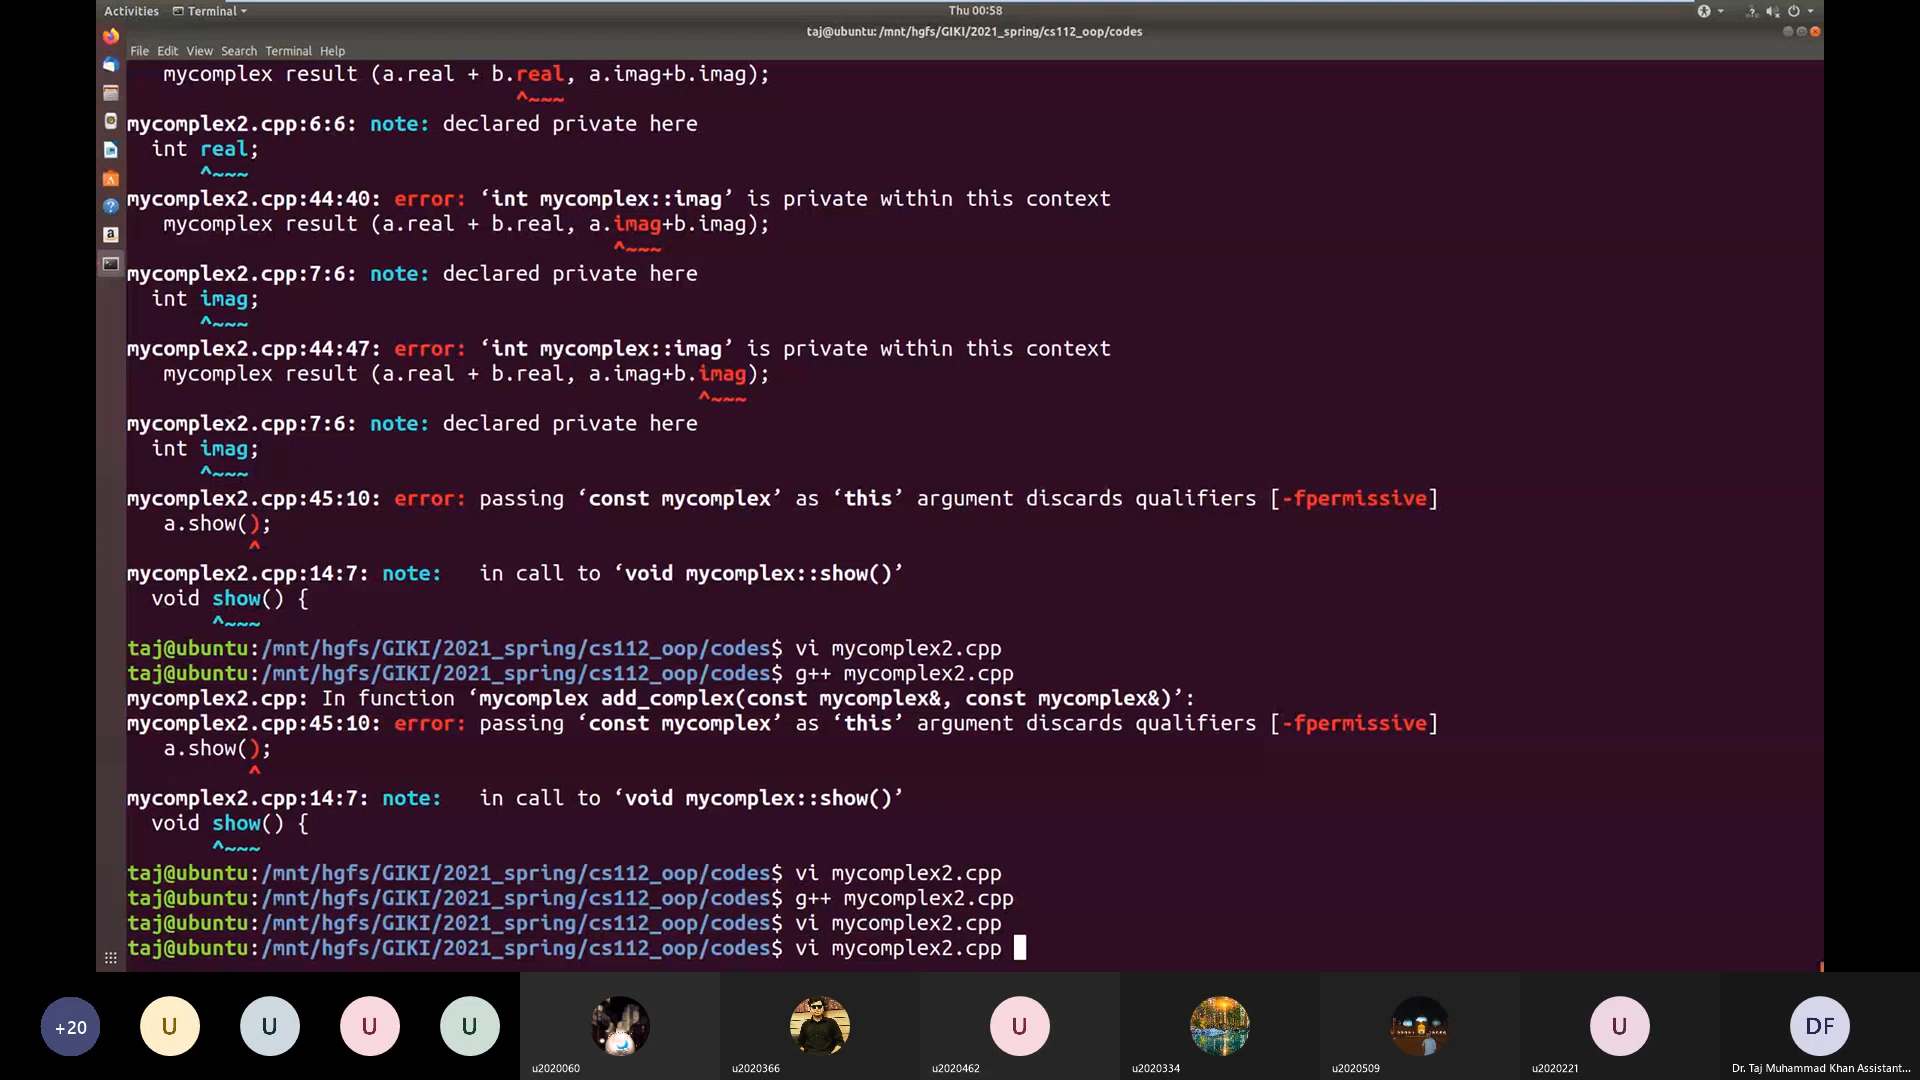 Activities Terminal Thu 00:58
taj@ubuntu: /mnt/hgfs/GIKI/2021_spring/cs112_oop/codes
File Edit View Search Terminal Help
mycomplex result (a.real + b.real, a.imag+b.imag);
^~~~
mycomplex2.cpp:6:6: note: declared private here
int real;
^~~~
mycomplex2.cpp:44:40: error: ‘int mycomplex::imag’ is private within this context
mycomplex result (a.real + b.real, a.imag+b.imag);
^~~~
mycomplex2.cpp:7:6: note: declared private here
int imag;
^~~~
mycomplex2.cpp:44:47: error: ‘int mycomplex::imag’ is private within this context
mycomplex result (a.real + b.real, a.imag+b.imag);
^~~~
mycomplex2.cpp:7:6: note: declared private here
int imag;
^~~~
mycomplex2.cpp:45:10: error: passing ‘const mycomplex’ as ‘this’ argument discards qualifiers [-fpermissive]
a.show();
^
mycomplex2.cpp:14:7: note:   in call to ‘void mycomplex::show()’
void show() {
^~~~
taj@ubuntu:/mnt/hgfs/GIKI/2021_spring/cs112_oop/codes$ vi mycomplex2.cpp
taj@ubuntu:/mnt/hgfs/GIKI/2021_spring/cs112_oop/codes$ g++ mycomplex2.cpp
mycomplex2.cpp: In function ‘mycomplex add_complex(const mycomplex&, const mycomplex&)’:
mycomplex2.cpp:45:10: error: passing ‘const mycomplex’ as ‘this’ argument discards qualifiers [-fpermissive]
a.show();
^
mycomplex2.cpp:14:7: note:   in call to ‘void mycomplex::show()’
void show() {
^~~~
taj@ubuntu:/mnt/hgfs/GIKI/2021_spring/cs112_oop/codes$ vi mycomplex2.cpp
taj@ubuntu:/mnt/hgfs/GIKI/2021_spring/cs112_oop/codes$ g++ mycomplex2.cpp
taj@ubuntu:/mnt/hgfs/GIKI/2021_spring/cs112_oop/codes$ vi mycomplex2.cpp
taj@ubuntu:/mnt/hgfs/GIKI/2021_spring/cs112_oop/codes$ vi mycomplex2.cpp
+20 U U U U U U DF
u2020060 u2020366 u2020462 u2020334 u2020509 u2020221 Dr. Taj Muhammad Khan Assistant...